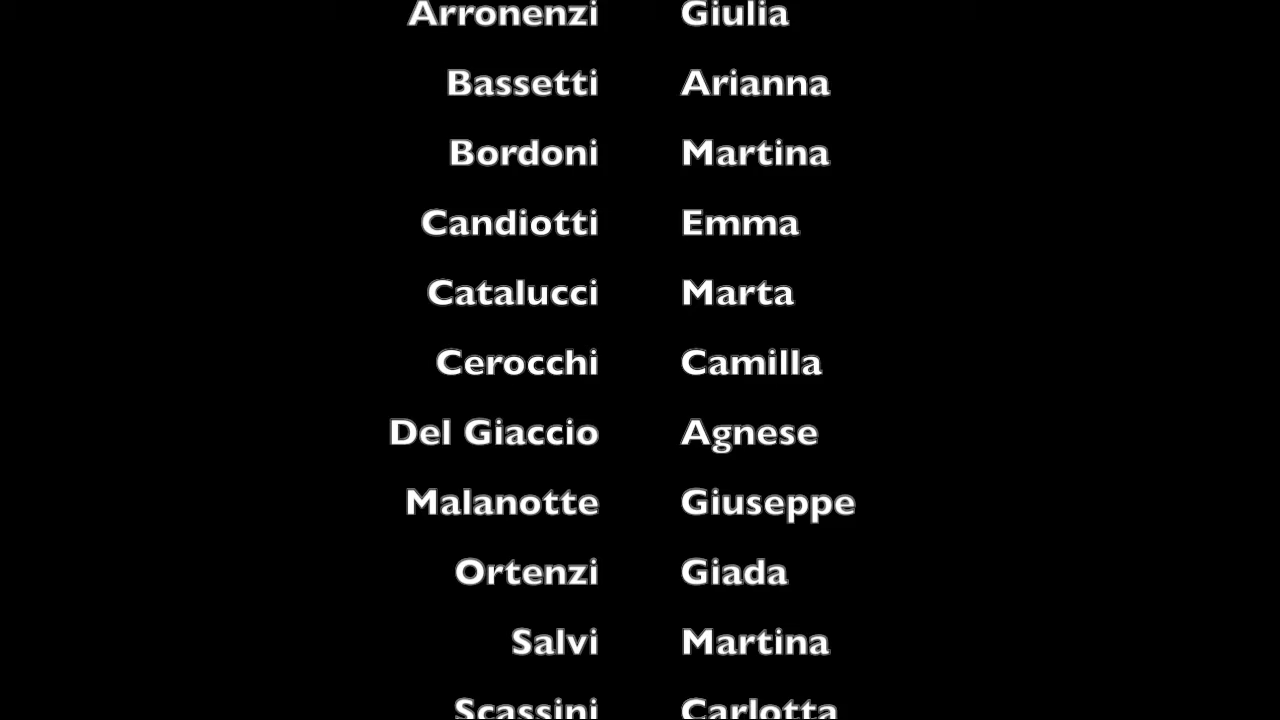 Arronenzi Giulia
Bassetti Arianna
Bordoni Martina
Candiotti Emma
Catalucci Marta
Cerocchi Camilla
Del Giaccio Agnese
Malanotte Giuseppe
Ortenzi Giada
Salvi Martina
Scassini Carlotta